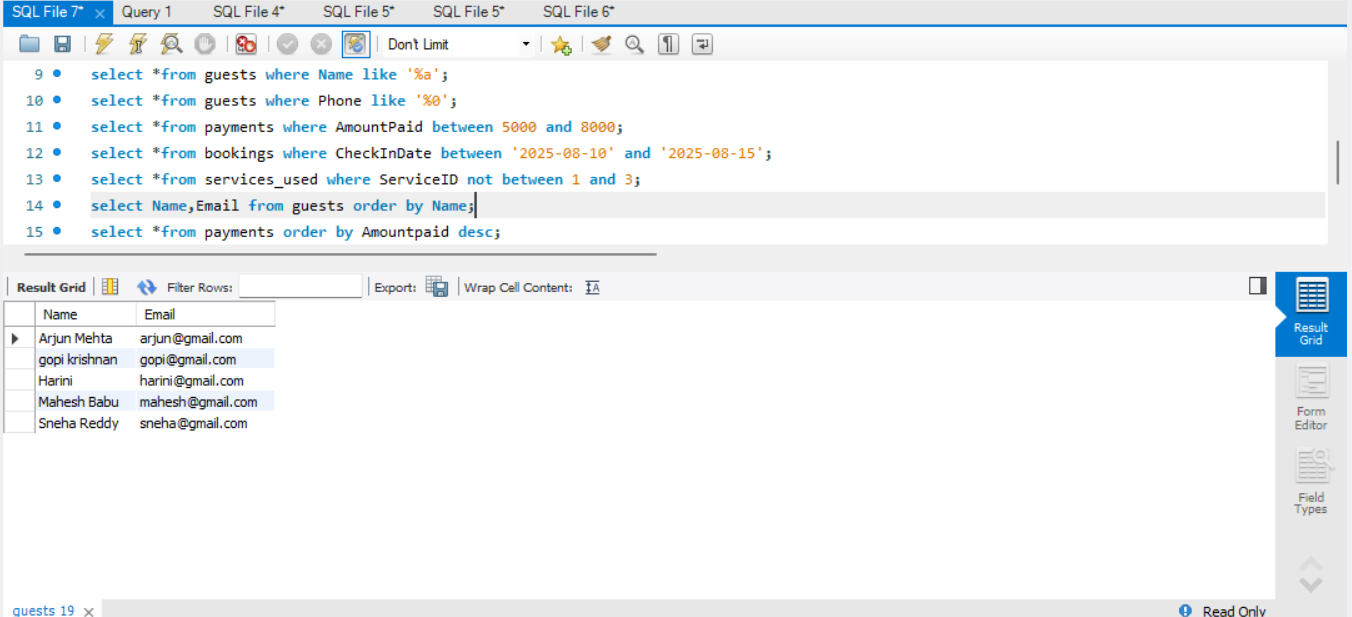 SQL File 7* Query 1 SQL File 4* SQL File 5* SQL File 5* SQL File 6*
Don't Limit
9 select *from guests where Name like '%a';
10 select *from guests where Phone like '%0';
11 select *from payments where AmountPaid between 5000 and 8000;
12 select *from bookings where CheckInDate between '2025-08-10' and '2025-08-15';
13 select *from services_used where ServiceID not between 1 and 3;
14 select Name,Email from guests order by Name;
15 select *from payments order by Amountpaid desc;
Result Grid Filter Rows: Export: Wrap Cell Content: IA
Name Email
Arjun Mehta arjun@gmail.com
gopi krishnan gopi@gmail.com
Harini harini@gmail.com
Mahesh Babu mahesh@gmail.com
Sneha Reddy sneha@gmail.com
Result
Grid
Form
Editor
Field
Types
guests 19 Read Only